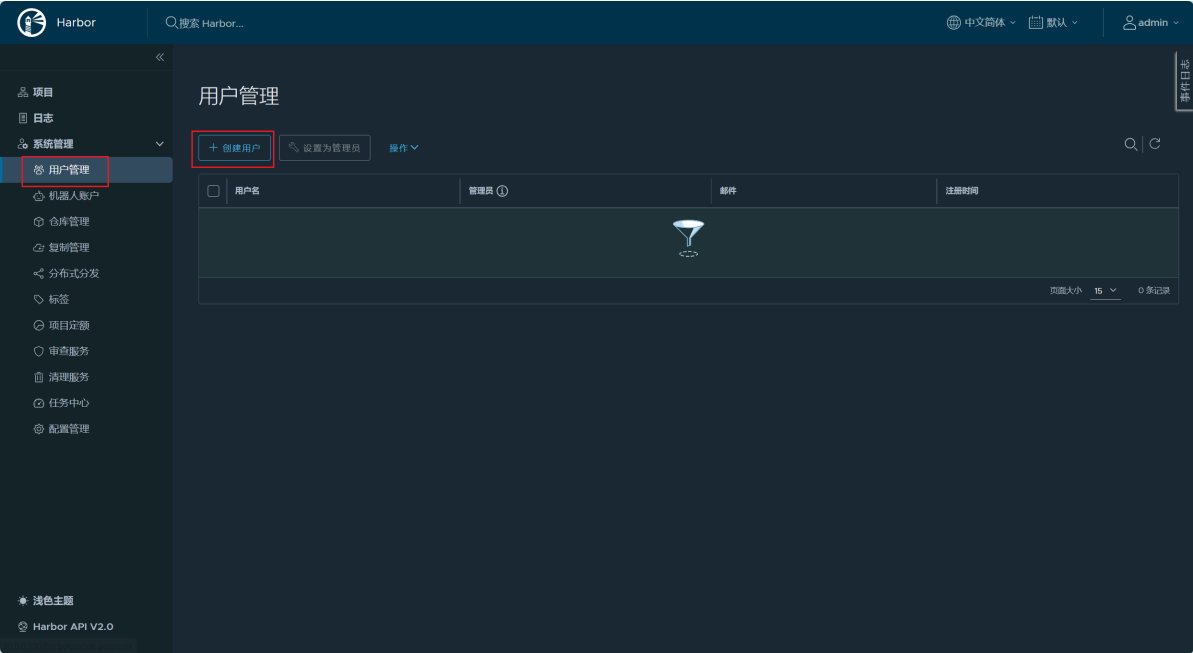 Harbor
搜索 Harbor...
中文简体
默认
admin
事件日志
项目
日志
系统管理
用户管理
机器人账户
仓库管理
复制管理
分布式分发
标签
项目定额
审查服务
清理服务
任务中心
配置管理
浅色主题
Harbor API V2.0
用户管理
创建用户
设置为管理员
操作
用户名
管理员
邮件
注册时间
页面大小 15
0 条记录